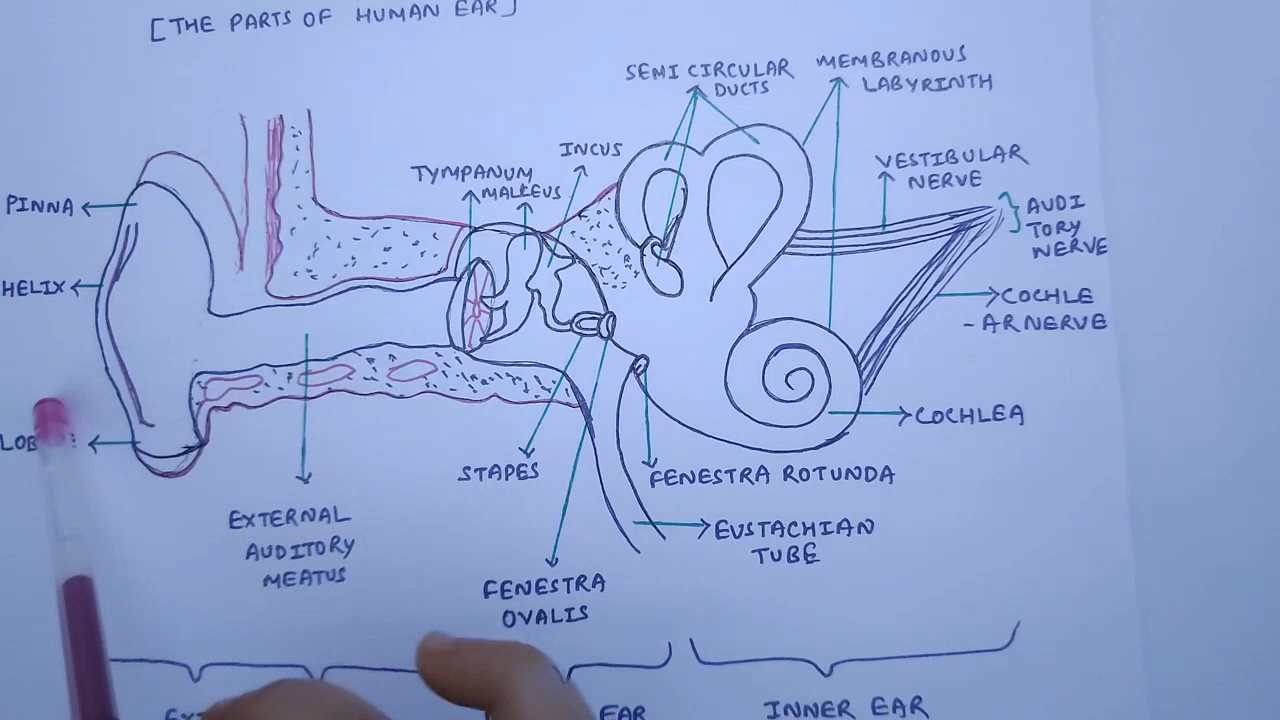 [THE PARTS OF HUMAN EAR]
SEMI CIRCULAR
DUCTS
MEMBRANOUS
LABYRINTH
INCUS
TYMPANUM
MALLEUS
VESTIBULAR
NERVE
PINNA
AUDI
TORY
NERVE
HELIX
COCHLE
-AR NERVE
COCHLEA
STAPES
FENESTRA ROTUNDA
EXTERNAL
AUDITORY
MEATUS
EUSTACHIAN
TUBE
FENESTRA
OVALIS
EAR
INNER EAR